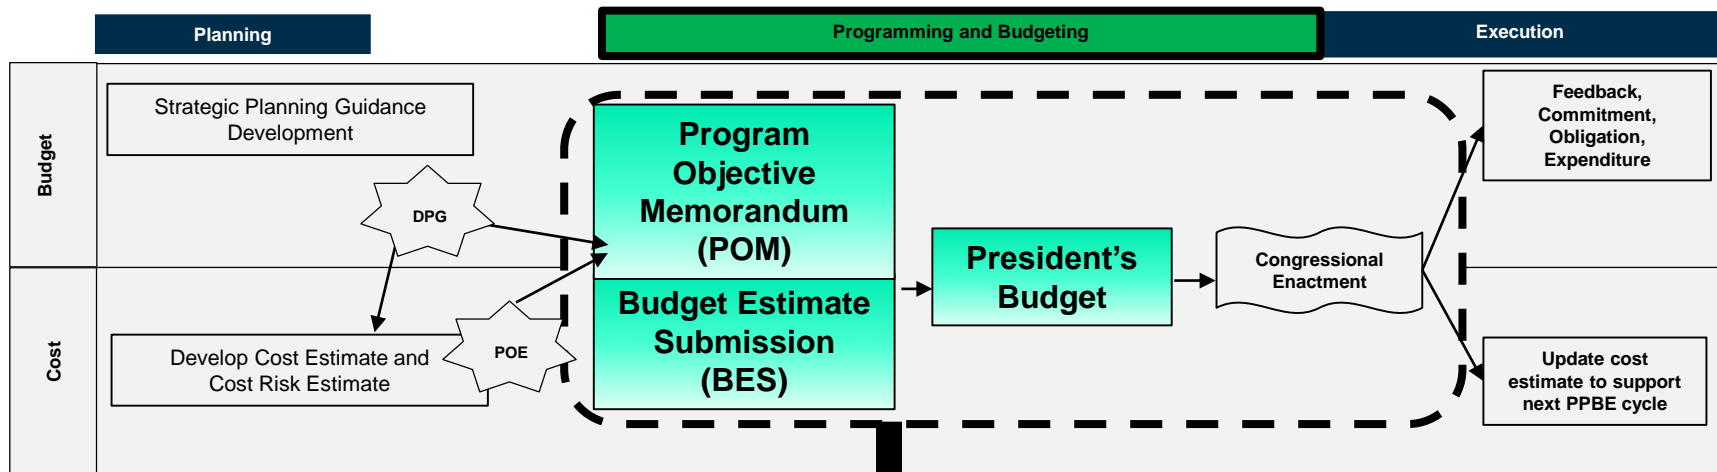 Planning
Programming and Budgeting
Execution
Budget
Strategic Planning Guidance
Development
DPG
Program
Objective
Memorandum
(POM)
Feedback,
Commitment,
Obligation,
Expenditure
Cost
Develop Cost Estimate and
Cost Risk Estimate
POE
Budget Estimate
Submission
(BES)
President’s
Budget
Congressional
Enactment
Update cost
estimate to support
next PPBE cycle